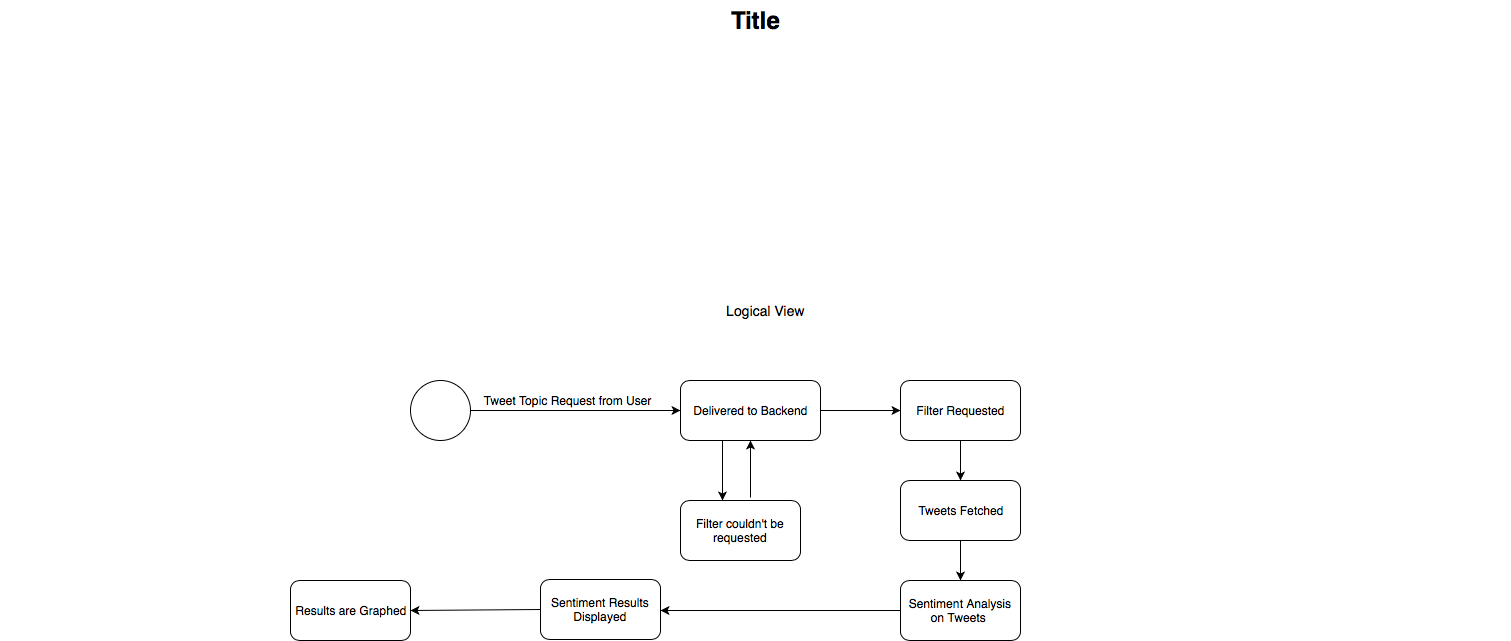 Title
Logical View
Tweet Topic Request from User
Delivered to Backend
Filter Requested
Filter couldn't be
requested
Tweets Fetched
Results are Graphed
Sentiment Results
Displayed
Sentiment Analysis
on Tweets